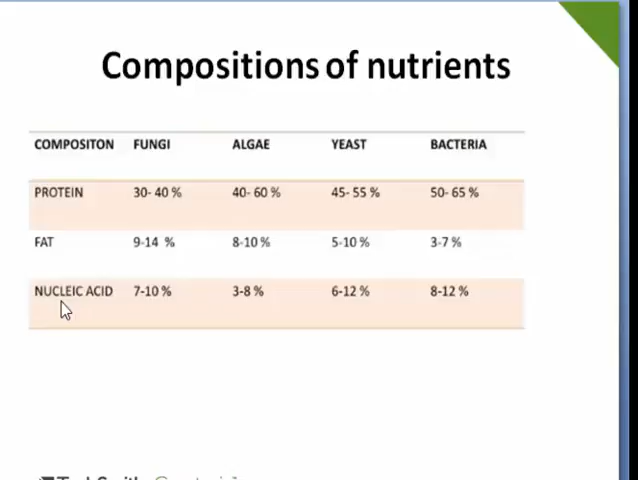 Compositions of nutrients
COMPOSITON FUNGI ALGAE YEAST BACTERIA
PROTEIN 30- 40 % 40- 60 % 45- 55 % 50- 65 %
FAT 9-14 % 8-10 % 5-10 % 3-7 %
NUCLEIC ACID 7-10 % 3-8 % 6-12 % 8-12 %